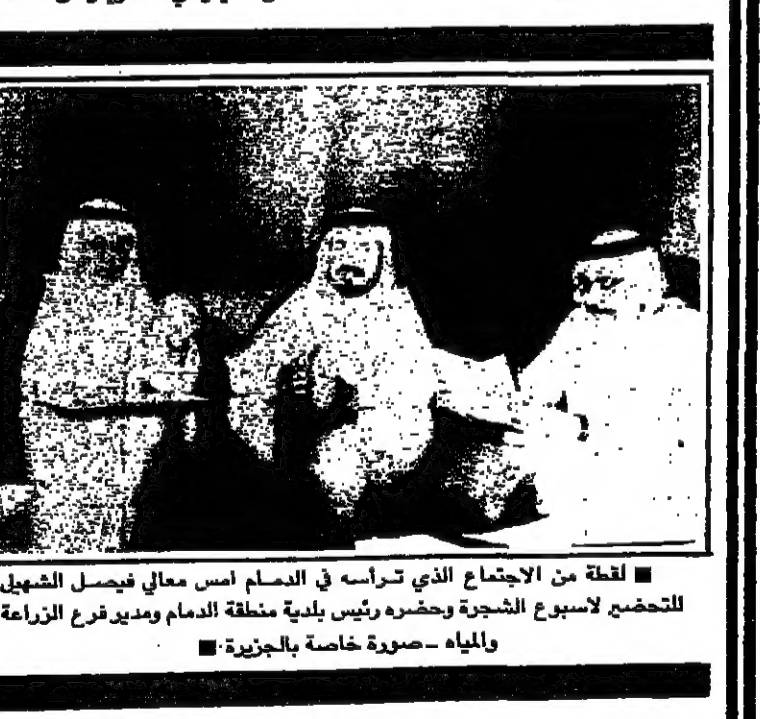 ■ لقطة من الاجتماع الذي ترأسه في الدمام امس معالي فيصل الشهيل
للتحضير لاسبوع الشجرة وحضره رئيس بلدية منطقة الدمام ومدير فرع الزراعة
والمياه ـ صورة خاصة بالجزيرة ■